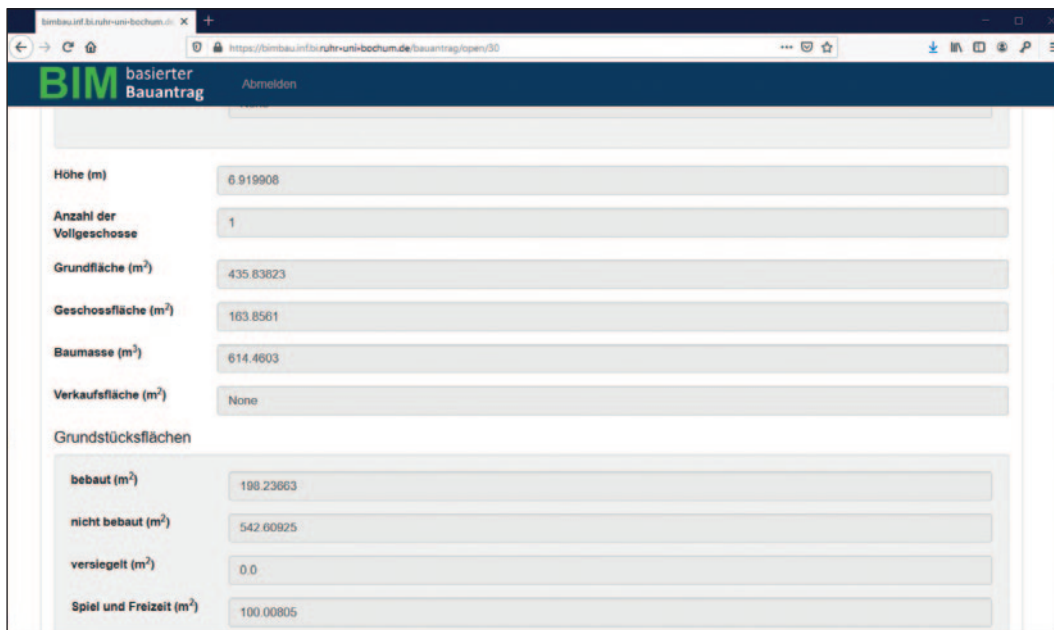 bimbau.inf.bi.ruhr-uni-bochum.de
https://bimbau.inf.bi.ruhr-uni-bochum.de/bauantrag/open/30
BIM basierter Bauantrag
Abmelden
None
Höhe (m)
6.919908
Anzahl der
Vollgeschosse
1
Grundfläche (m²)
435.83823
Geschossfläche (m²)
163.8561
Baumasse (m³)
614.4603
Verkaufsfläche (m²)
None
Grundstücksflächen
bebaut (m²)
198.23663
nicht bebaut (m²)
542.60925
versiegelt (m²)
0.0
Spiel und Freizeit (m²)
100.00805